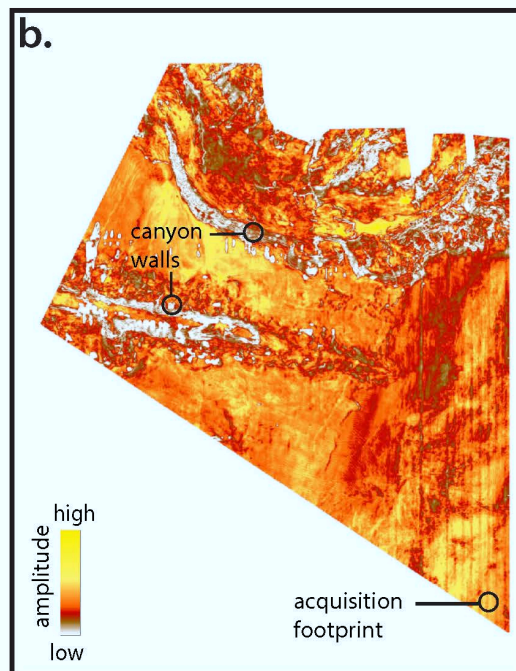 b.
canyon
walls
high
amplitude
low
acquisition
footprint